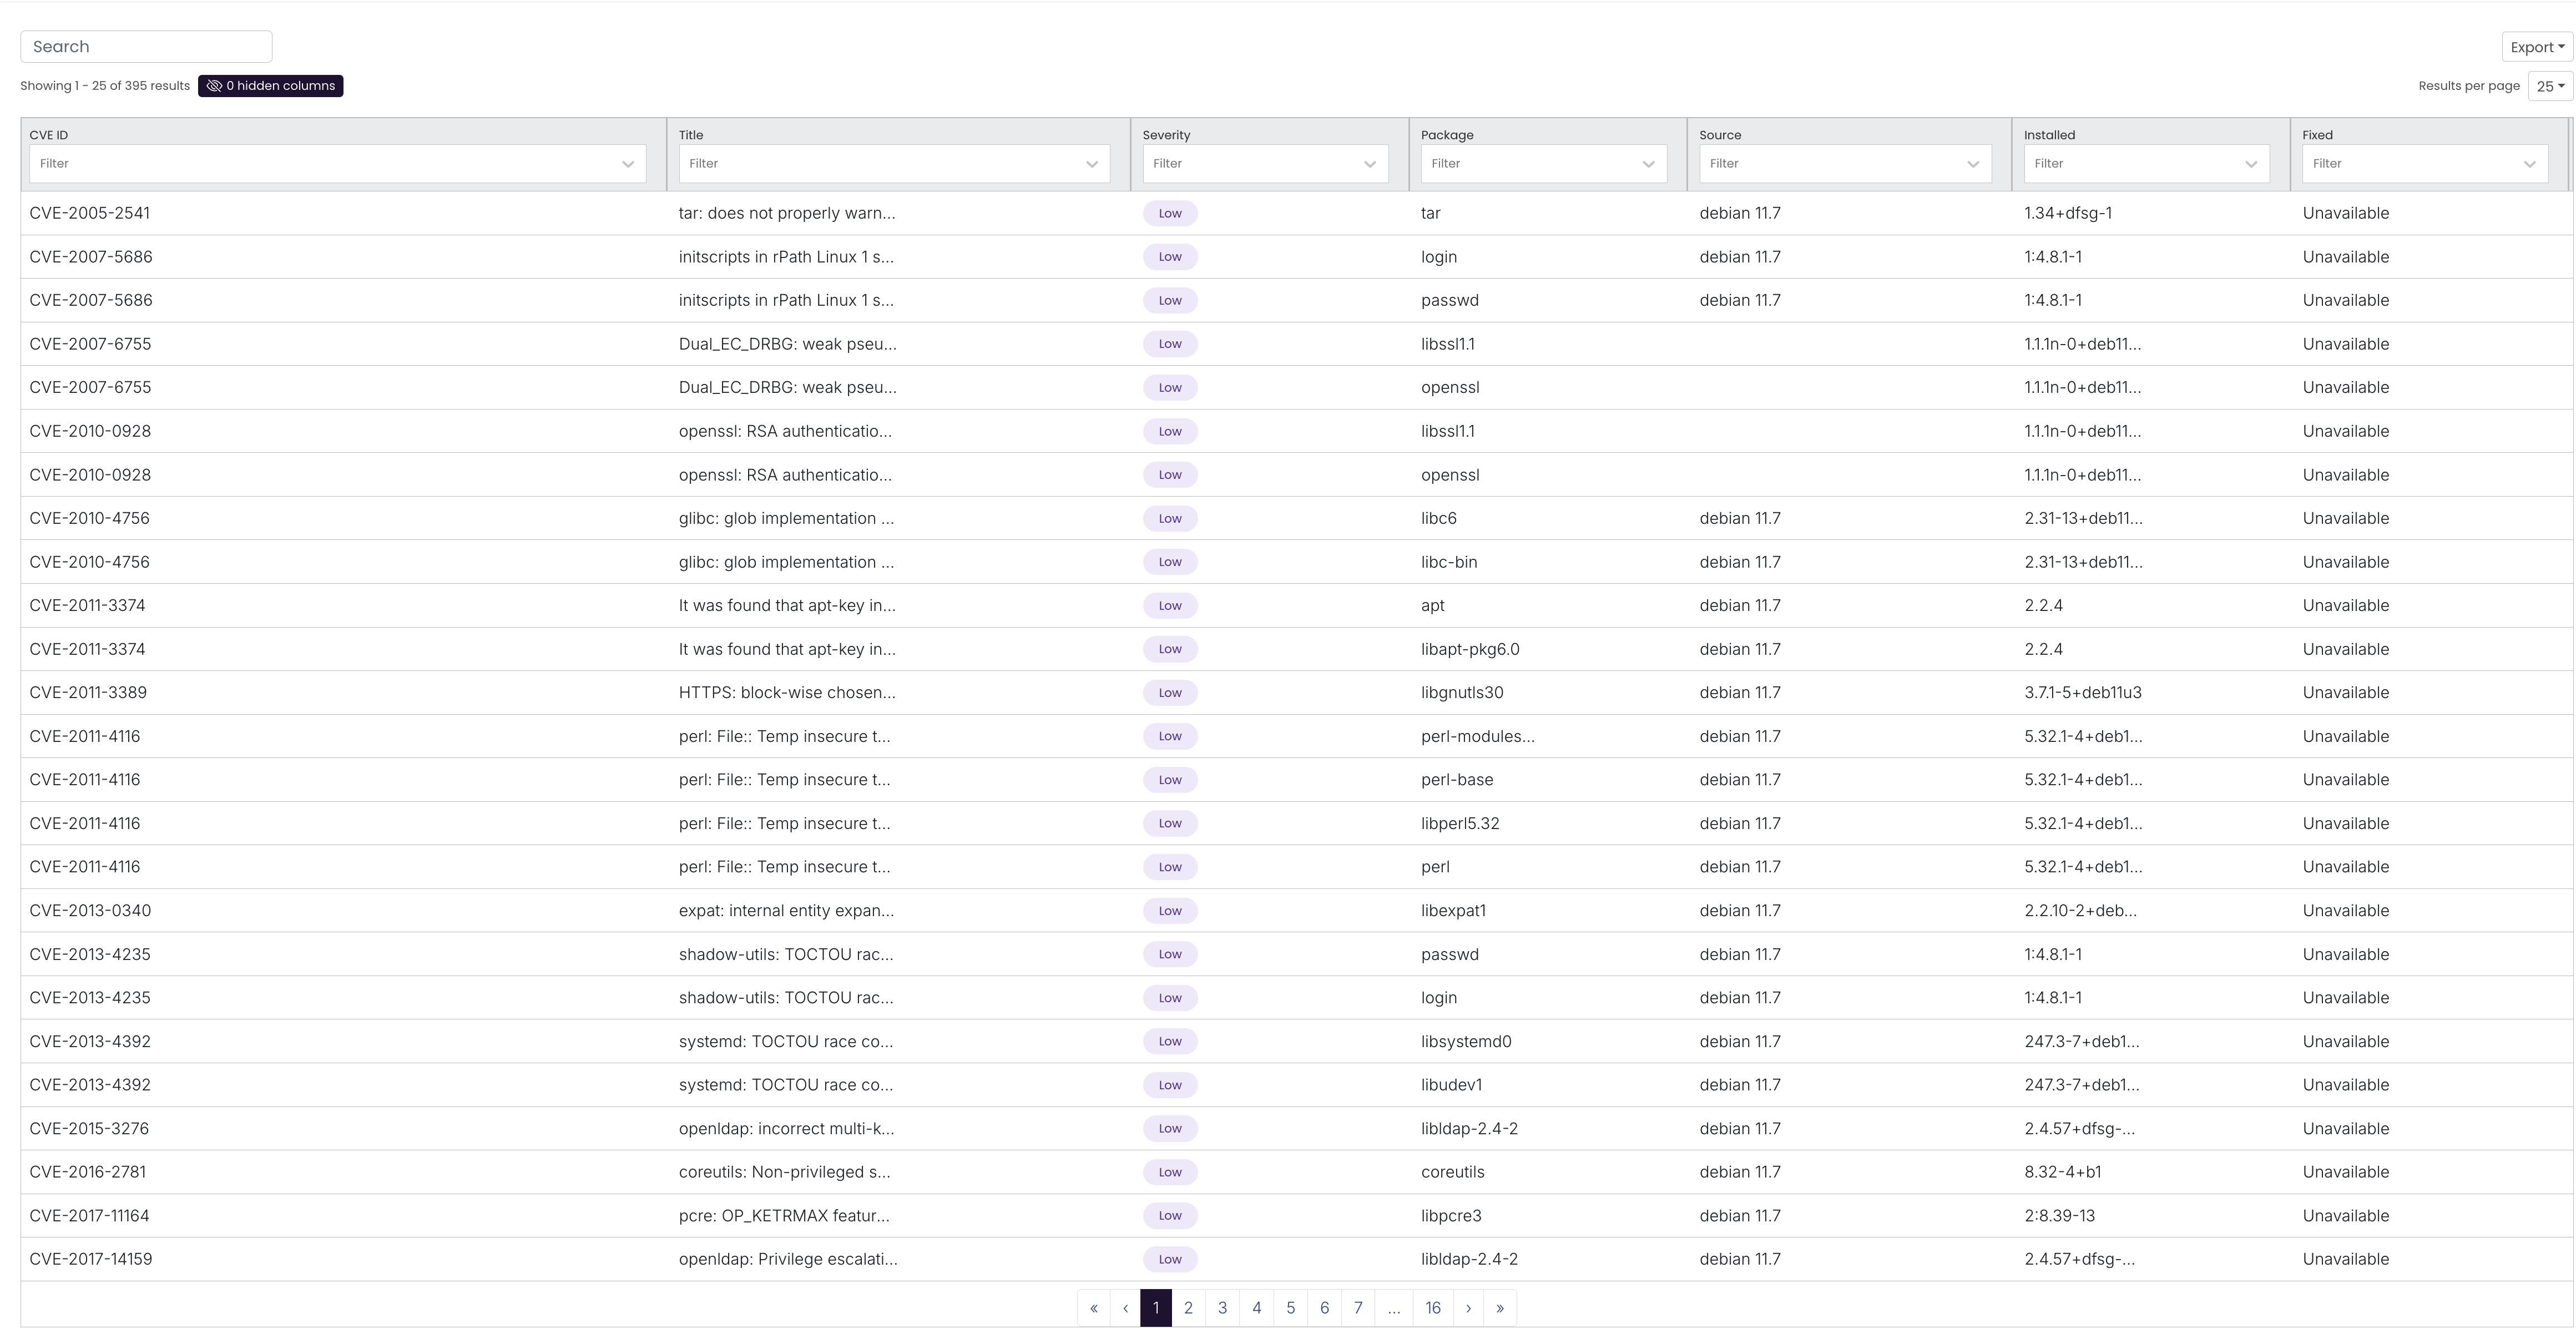 Search
Export
Showing 1 - 25 of 395 results 0 hidden columns Results per page 25
CVE ID Title Severity Package Source Installed Fixed
Filter Filter Filter Filter Filter Filter Filter
CVE-2005-2541 tar: does not properly warn... Low tar debian 11.7 1.34+dfsg-1 Unavailable
CVE-2007-5686 initscripts in rPath Linux 1 s... Low login debian 11.7 1:4.8.1-1 Unavailable
CVE-2007-5686 initscripts in rPath Linux 1 s... Low passwd debian 11.7 1:4.8.1-1 Unavailable
CVE-2007-6755 Dual_EC_DRBG: weak pseu... Low libssl1.1 1.1.1n-0+deb11... Unavailable
CVE-2007-6755 Dual_EC_DRBG: weak pseu... Low openssl 1.1.1n-0+deb11... Unavailable
CVE-2010-0928 openssl: RSA authenticatio... Low libssl1.1 1.1.1n-0+deb11... Unavailable
CVE-2010-0928 openssl: RSA authenticatio... Low openssl 1.1.1n-0+deb11... Unavailable
CVE-2010-4756 glibc: glob implementation ... Low libc6 debian 11.7 2.31-13+deb11... Unavailable
CVE-2010-4756 glibc: glob implementation ... Low libc-bin debian 11.7 2.31-13+deb11... Unavailable
CVE-2011-3374 It was found that apt-key in... Low apt debian 11.7 2.2.4 Unavailable
CVE-2011-3374 It was found that apt-key in... Low libapt-pkg6.0 debian 11.7 2.2.4 Unavailable
CVE-2011-3389 HTTPS: block-wise chosen... Low libgnutls30 debian 11.7 3.7.1-5+deb11u3 Unavailable
CVE-2011-4116 perl: File:: Temp insecure t... Low perl-modules... debian 11.7 5.32.1-4+deb1... Unavailable
CVE-2011-4116 perl: File:: Temp insecure t... Low perl-base debian 11.7 5.32.1-4+deb1... Unavailable
CVE-2011-4116 perl: File:: Temp insecure t... Low libperl5.32 debian 11.7 5.32.1-4+deb1... Unavailable
CVE-2011-4116 perl: File:: Temp insecure t... Low perl debian 11.7 5.32.1-4+deb1... Unavailable
CVE-2013-0340 expat: internal entity expan... Low libexpat1 debian 11.7 2.2.10-2+deb... Unavailable
CVE-2013-4235 shadow-utils: TOCTOU rac... Low passwd debian 11.7 1:4.8.1-1 Unavailable
CVE-2013-4235 shadow-utils: TOCTOU rac... Low login debian 11.7 1:4.8.1-1 Unavailable
CVE-2013-4392 systemd: TOCTOU race co... Low libsystemd0 debian 11.7 247.3-7+deb1... Unavailable
CVE-2013-4392 systemd: TOCTOU race co... Low libudev1 debian 11.7 247.3-7+deb1... Unavailable
CVE-2015-3276 openldap: incorrect multi-k... Low libldap-2.4-2 debian 11.7 2.4.57+dfsg-... Unavailable
CVE-2016-2781 coreutils: Non-privileged s... Low coreutils debian 11.7 8.32-4+b1 Unavailable
CVE-2017-11164 pcre: OP_KETRMAX featur... Low libpcre3 debian 11.7 2:8.39-13 Unavailable
CVE-2017-14159 openldap: Privilege escalati... Low libldap-2.4-2 debian 11.7 2.4.57+dfsg-... Unavailable
« ‹ 1 2 3 4 5 6 7 ... 16 › »